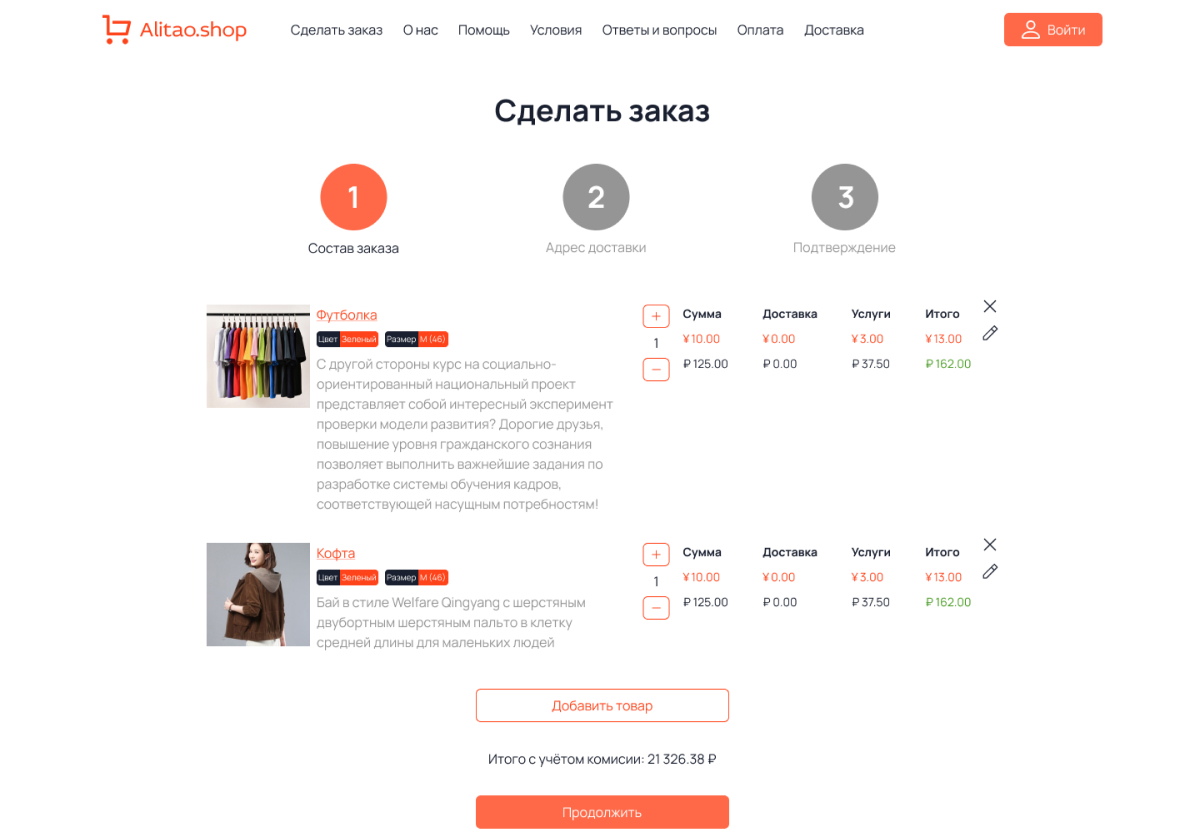 Alitao.shop
Сделать заказ О нас Помощь Условия Ответы и вопросы Оплата Доставка
Войти
Сделать заказ
1 2 3
Состав заказа Адрес доставки Подтверждение
Футболка
Цвет Зеленый Размер M (46)
С другой стороны курс на социально-
ориентированный национальный проект
представляет собой интересный эксперимент
проверки модели развития? Дорогие друзья,
повышение уровня гражданского сознания
позволяет выполнить важнейшие задания по
разработке системы обучения кадров,
соответствующей насущным потребностям!
+
1
−
Сумма Доставка Услуги Итого
¥ 10.00 ¥ 0.00 ¥ 3.00 ¥ 13.00
₽ 125.00 ₽ 0.00 ₽ 37.50 ₽ 162.00
Кофта
Цвет Зеленый Размер M (46)
Бай в стиле Welfare Qingyang с шерстяным
двубортным шерстяным пальто в клетку
средней длины для маленьких людей
+
1
−
Сумма Доставка Услуги Итого
¥ 10.00 ¥ 0.00 ¥ 3.00 ¥ 13.00
₽ 125.00 ₽ 0.00 ₽ 37.50 ₽ 162.00
Добавить товар
Итого с учётом комисии: 21 326.38 ₽
Продолжить